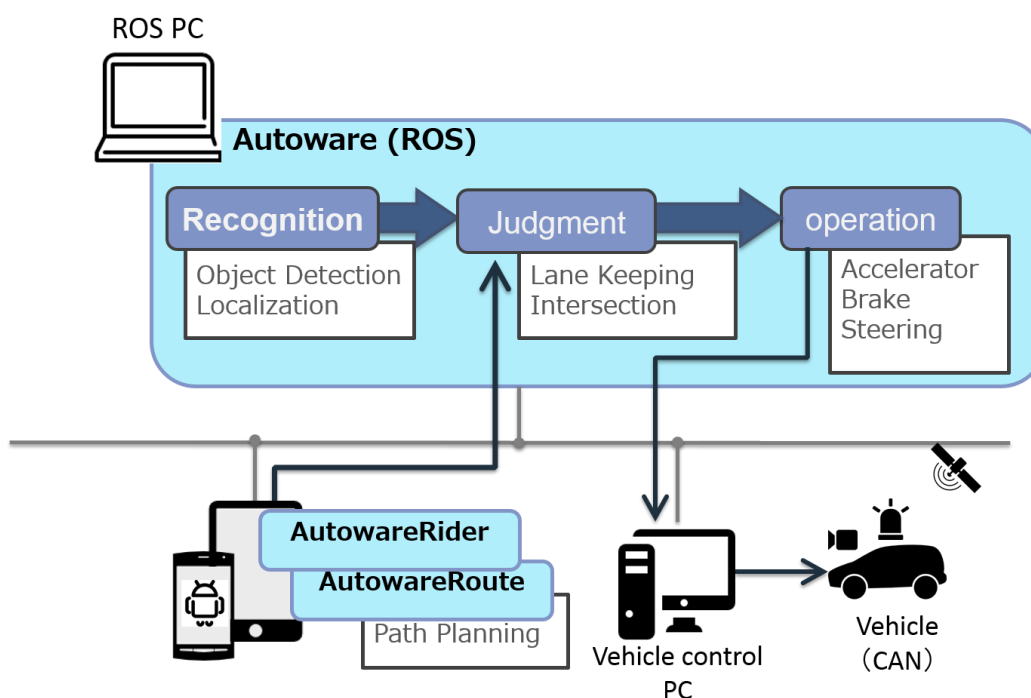 ROS PC
Autoware (ROS)
Recognition
Judgment
operation
Object Detection
Localization
Lane Keeping
Intersection
Accelerator
Brake
Steering
AutowareRider
AutowareRoute
Path Planning
Vehicle control
PC
Vehicle
（CAN）